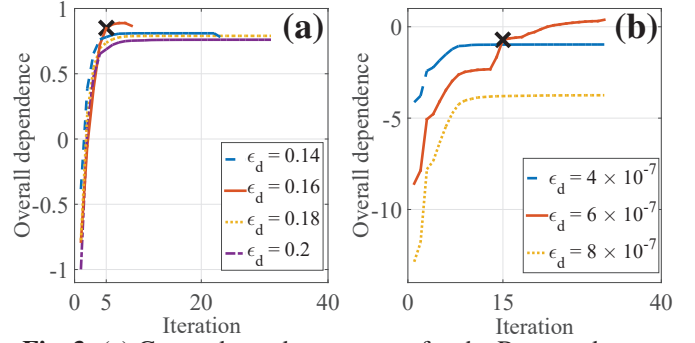 (a)
Overall dependence
1
0.5
0
-0.5
-1
ϵd = 0.14
ϵd = 0.16
ϵd = 0.18
ϵd = 0.2
0 5 20 40
Iteration
(b)
Overall dependence
0
-5
-10
ϵd = 4 × 10-7
ϵd = 6 × 10-7
ϵd = 8 × 10-7
0 15 40
Iteration